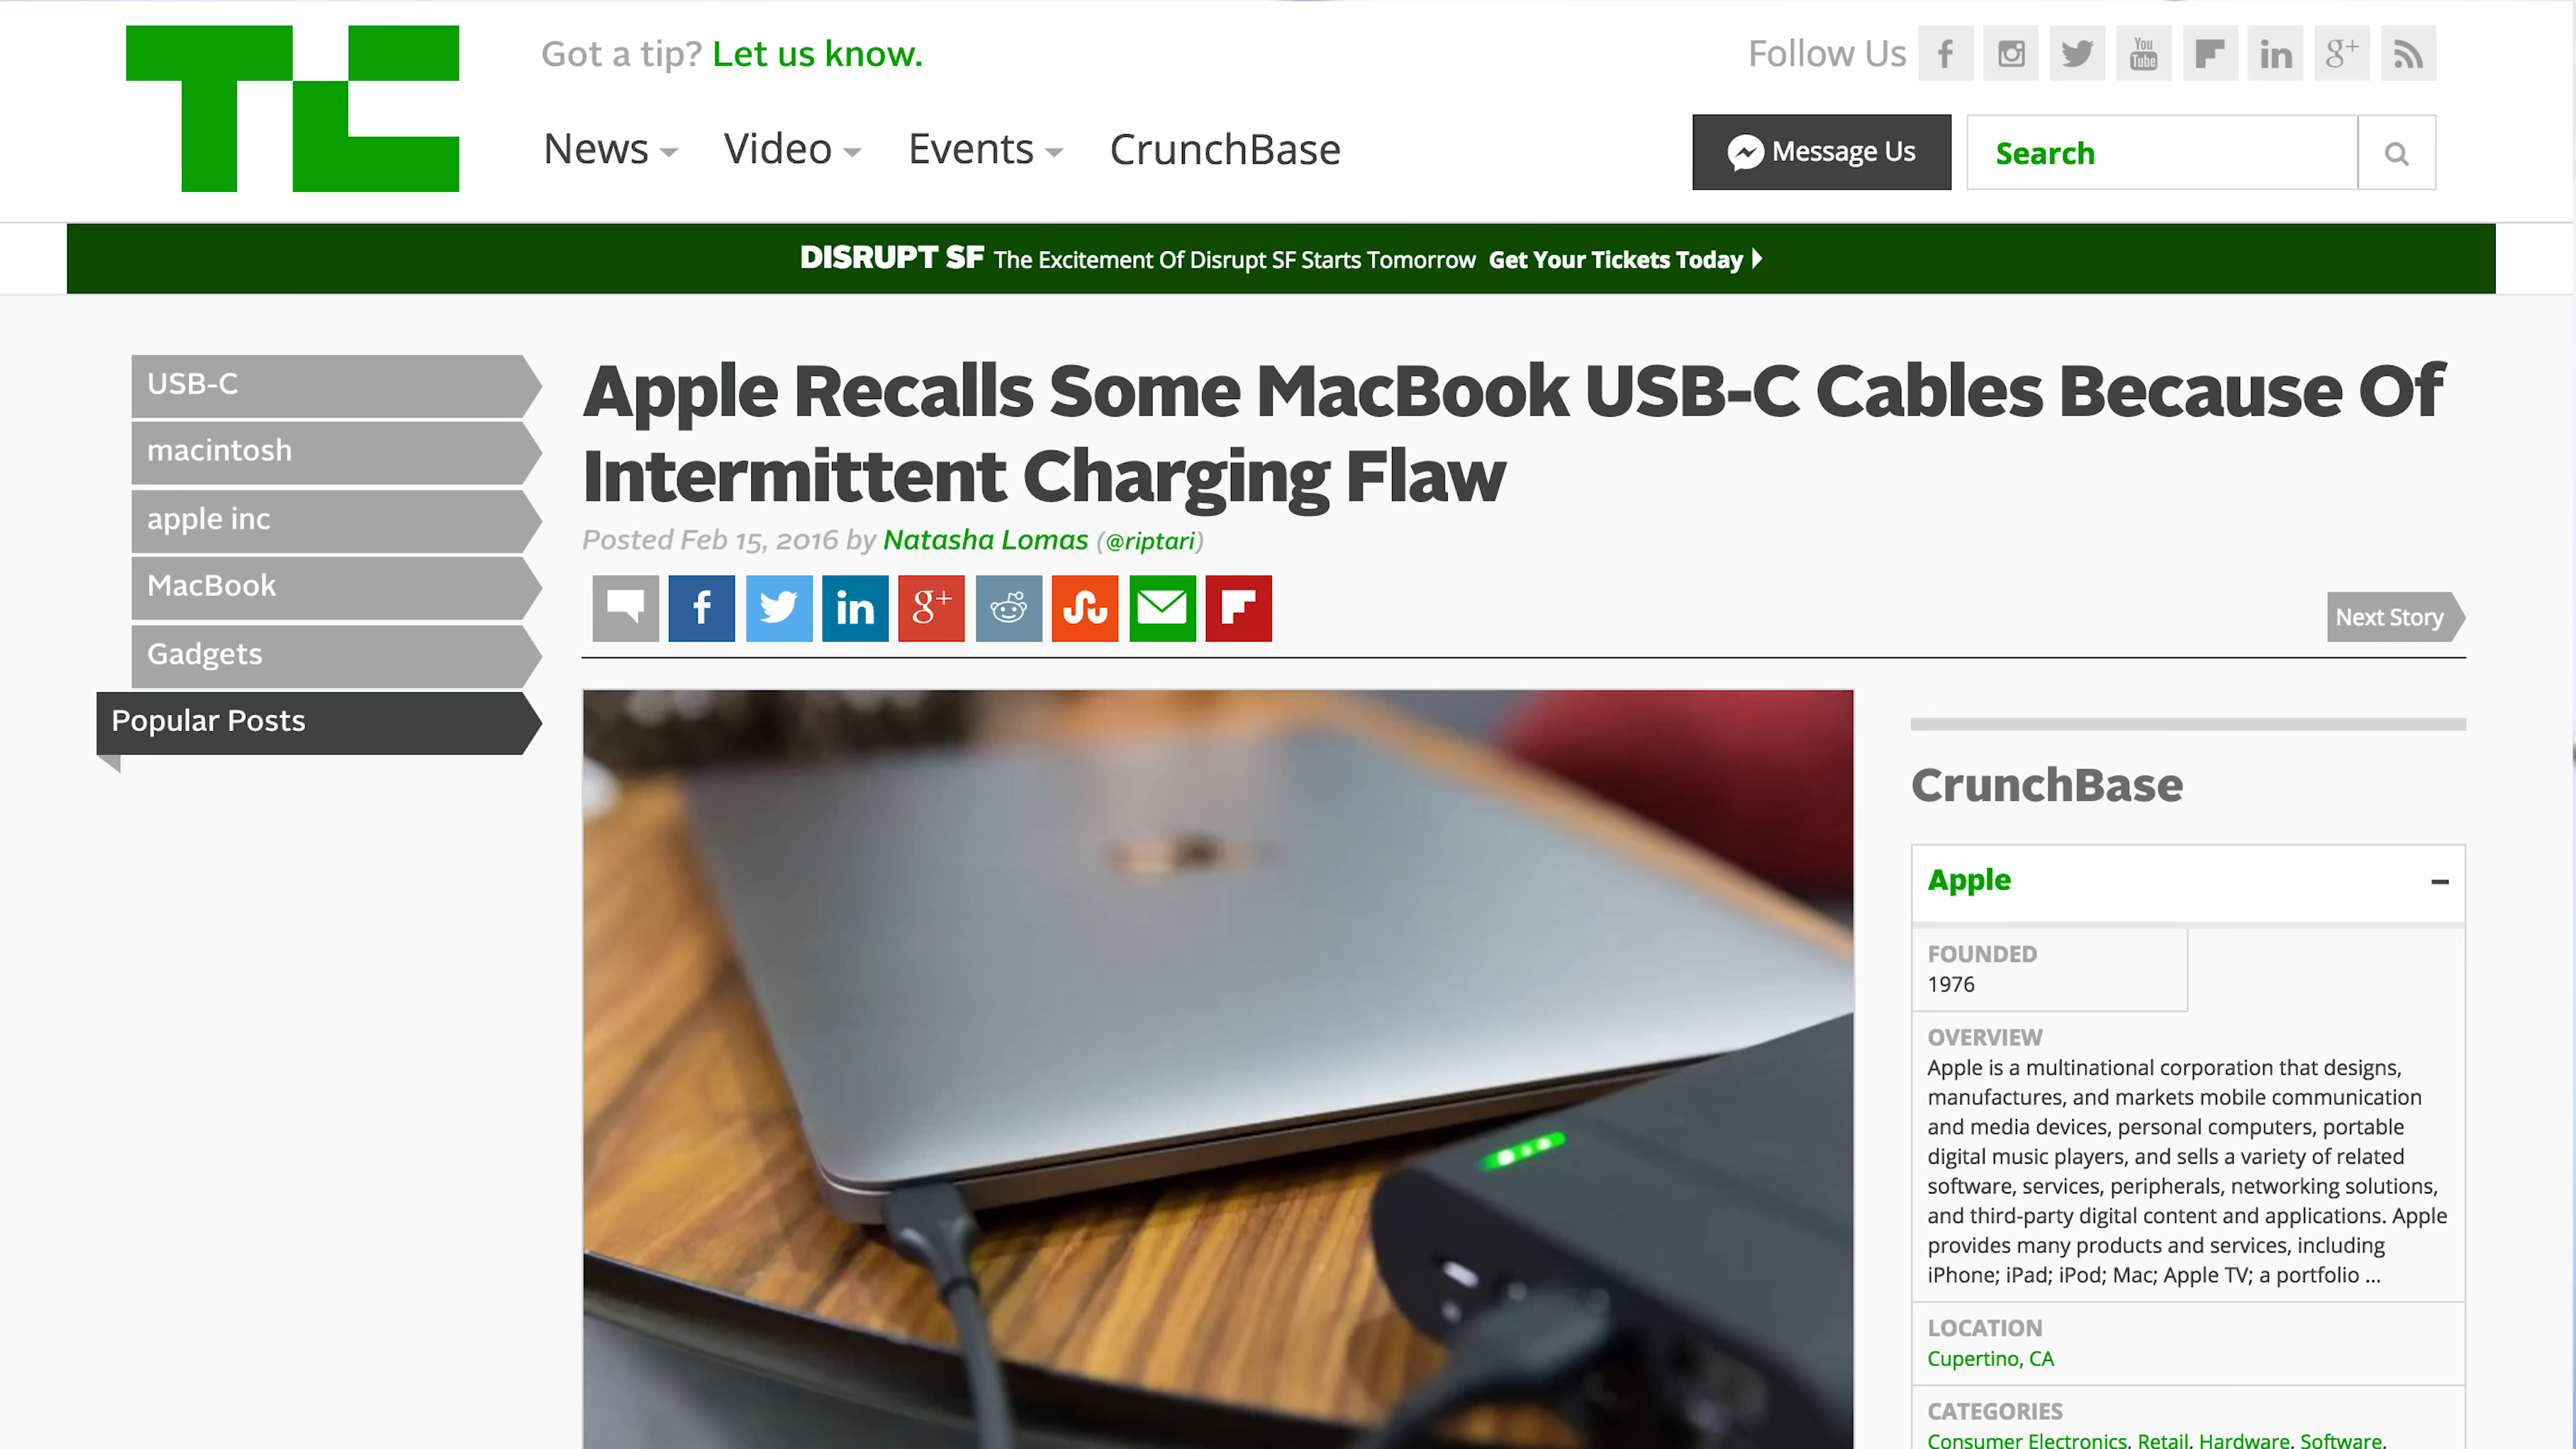 TC
Got a tip? Let us know.
Follow Us
You
Tube
g+
News
Video
Events
CrunchBase
Message Us
Search
DISRUPT SF The Excitement Of Disrupt SF Starts Tomorrow Get Your Tickets Today
USB-C
macintosh
apple inc
MacBook
Gadgets
Popular Posts
Apple Recalls Some MacBook USB-C Cables Because Of
Intermittent Charging Flaw
Posted Feb 15, 2016 by Natasha Lomas (@riptari)
f
in
g+
Next Story
CrunchBase
Apple
FOUNDED
1976
OVERVIEW
Apple is a multinational corporation that designs,
manufactures, and markets mobile communication
and media devices, personal computers, portable
digital music players, and sells a variety of related
software, services, peripherals, networking solutions,
and third-party digital content and applications. Apple
provides many products and services, including
iPhone; iPad; iPod; Mac; Apple TV; a portfolio ...
LOCATION
Cupertino, CA
CATEGORIES
Consumer Electronics, Retail, Hardware, Software,